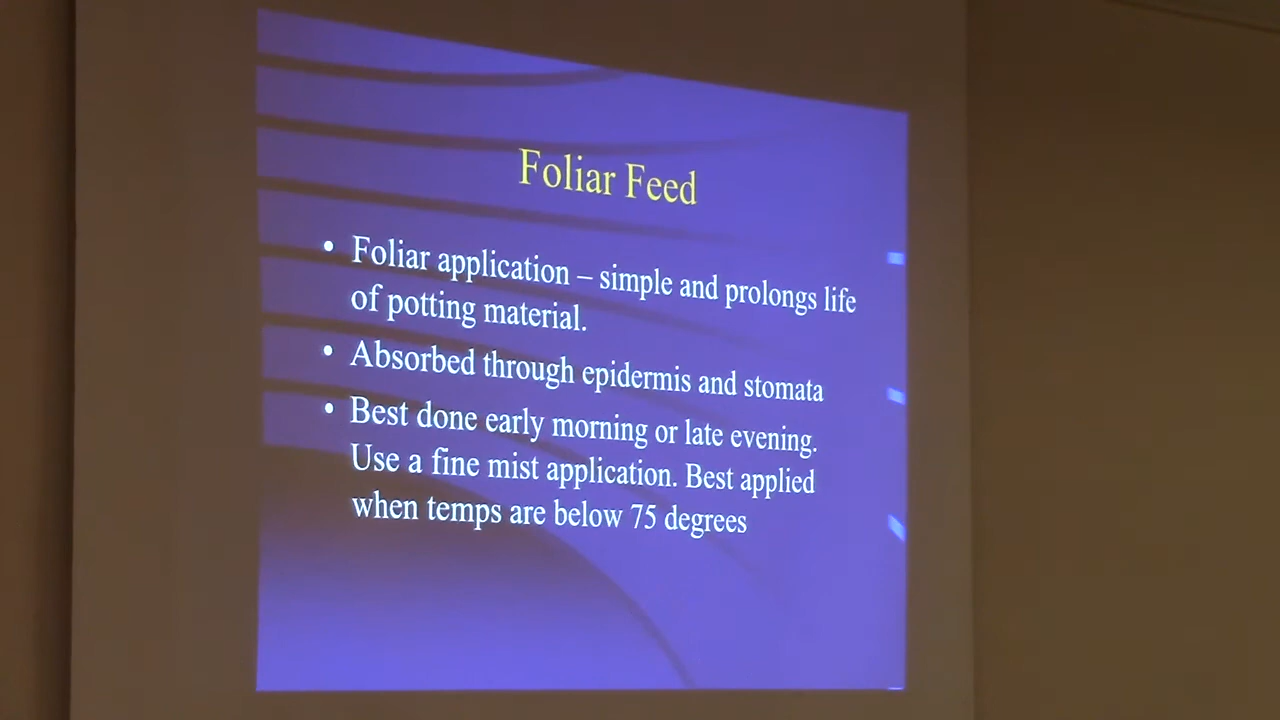 Foliar Feed
• Foliar application – simple and prolongs life
of potting material.
• Absorbed through epidermis and stomata
• Best done early morning or late evening.
Use a fine mist application. Best applied
when temps are below 75 degrees